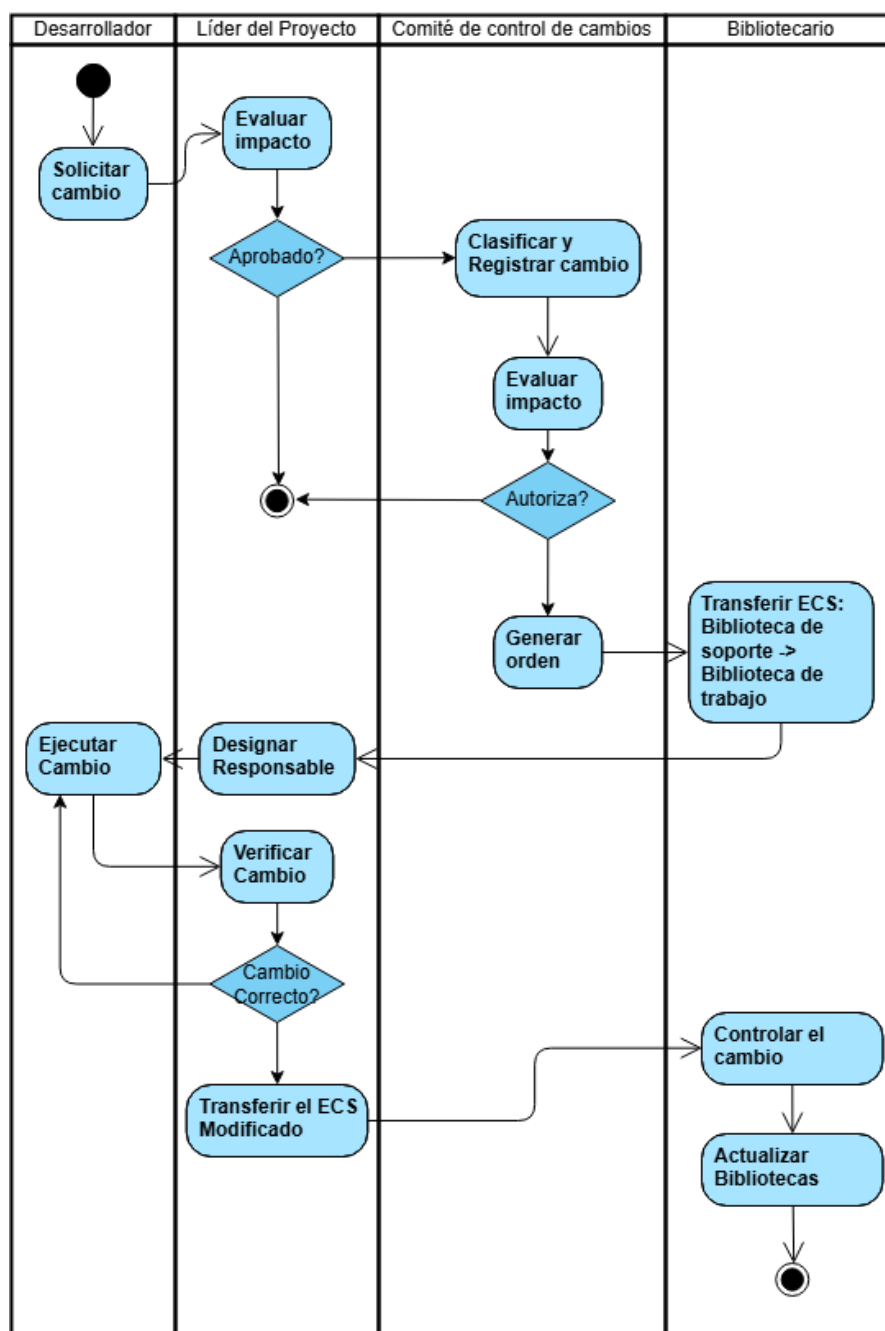 Desarrollador
Líder del Proyecto
Comité de control de cambios
Bibliotecario
Solicitar
cambio
Evaluar
impacto
Aprobado?
Clasificar y
Registrar cambio
Evaluar
impacto
Autoriza?
Generar
orden
Transferir ECS:
Biblioteca de
soporte ->
Biblioteca de
trabajo
Designar
Responsable
Ejecutar
Cambio
Verificar
Cambio
Cambio
Correcto?
Transferir el ECS
Modificado
Controlar el
cambio
Actualizar
Bibliotecas